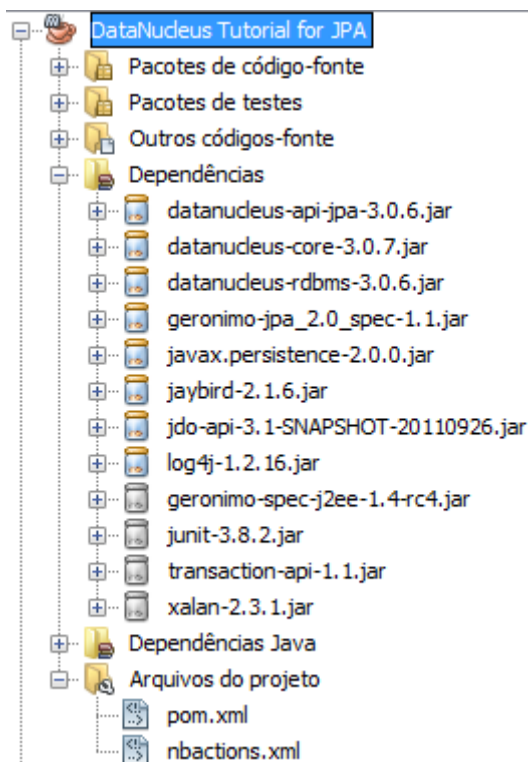 DataNucleus Tutorial for JPA
Pacotes de código-fonte
Pacotes de testes
Outros códigos-fonte
Dependências
datanucleus-api-jpa-3.0.6.jar
datanucleus-core-3.0.7.jar
datanucleus-rdbms-3.0.6.jar
geronimo-jpa_2.0_spec-1.1.jar
javax.persistence-2.0.0.jar
jaybird-2.1.6.jar
jdo-api-3.1-SNAPSHOT-20110926.jar
log4j-1.2.16.jar
geronimo-spec-j2ee-1.4-rc4.jar
junit-3.8.2.jar
transaction-api-1.1.jar
xalan-2.3.1.jar
Dependências Java
Arquivos do projeto
pom.xml
nbactions.xml